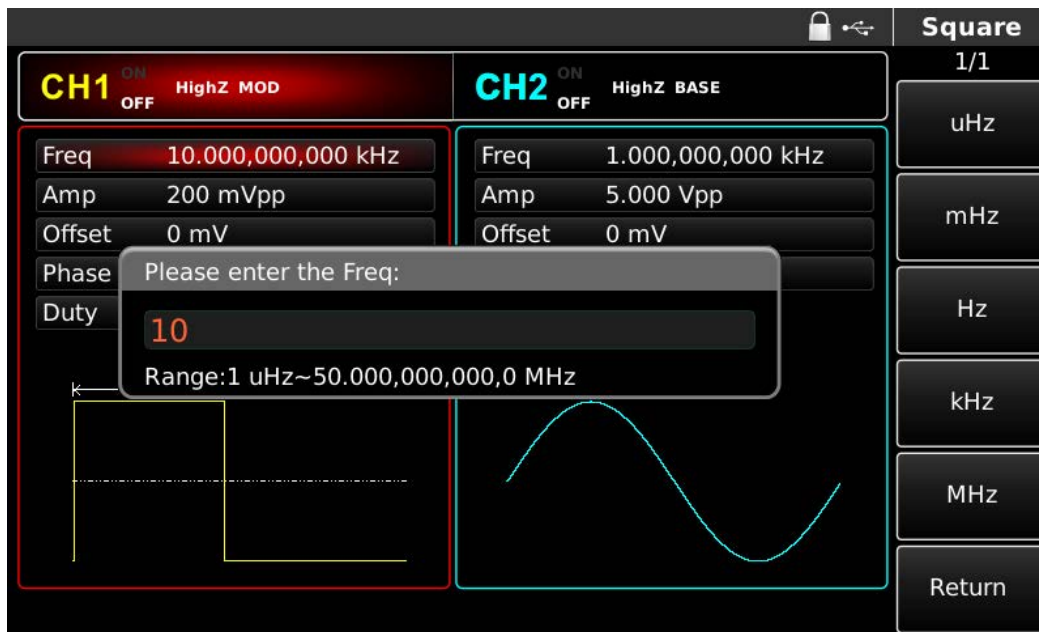 Square
1/1
CH1 ON OFF HighZ MOD
CH2 ON OFF HighZ BASE
Freq 10.000,000,000 kHz
Amp 200 mVpp
Offset 0 mV
Phase
Duty
Freq 1.000,000,000 kHz
Amp 5.000 Vpp
Offset 0 mV
Please enter the Freq:
10
Range:1 uHz~50.000,000,000,0 MHz
uHz
mHz
Hz
kHz
MHz
Return